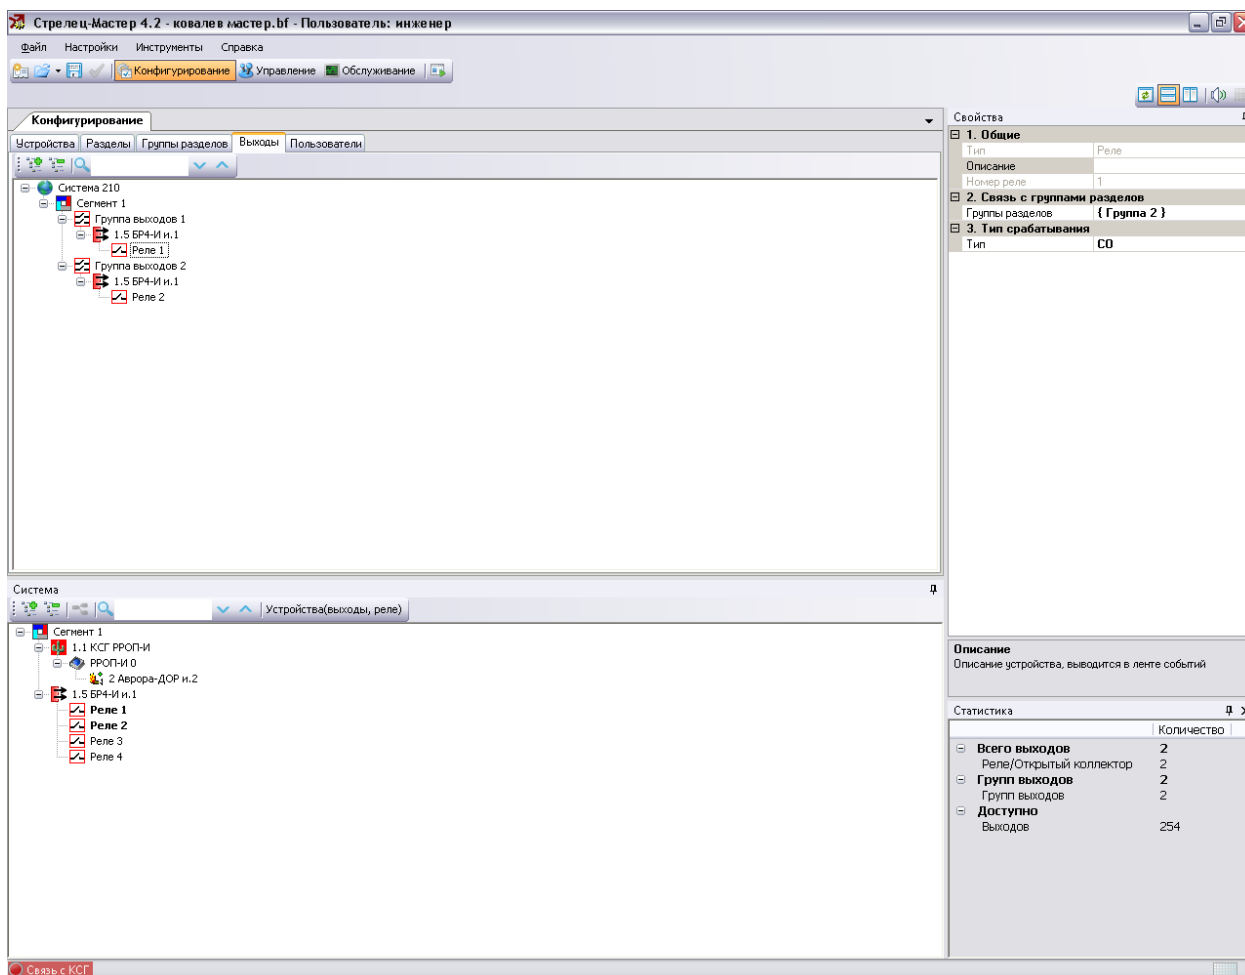 Стрелец-Мастер 4.2 - ковалев мастер.bf - Пользователь: инженер
Файл Настройки Инструменты Справка
Конфигурирование Управление Обслуживание
Конфигурирование
Устройства Разделы Группы разделов Выходы Пользователи
Система 210
Сегмент 1
Группа выходов 1
1.5 БР4-И и.1
Реле 1
Группа выходов 2
1.5 БР4-И и.1
Реле 2
Система
Устройства(выходы, реле)
Сегмент 1
1.1 КСГ РРОП-И
РРОП-И 0
2 Аврора-ДОР и.2
1.5 БР4-И и.1
Реле 1
Реле 2
Реле 3
Реле 4
Свойства
1. Общие
Тип Реле
Описание
Номер реле 1
2. Связь с группами разделов
Группы разделов { Группа 2 }
3. Тип срабатывания
Тип СО
Описание
Описание устройства, выводится в ленте событий
Статистика
Количество
Всего выходов 2
Реле/Открытый коллектор 2
Групп выходов 2
Групп выходов 2
Доступно
Выходов 254
Связь с КСГ